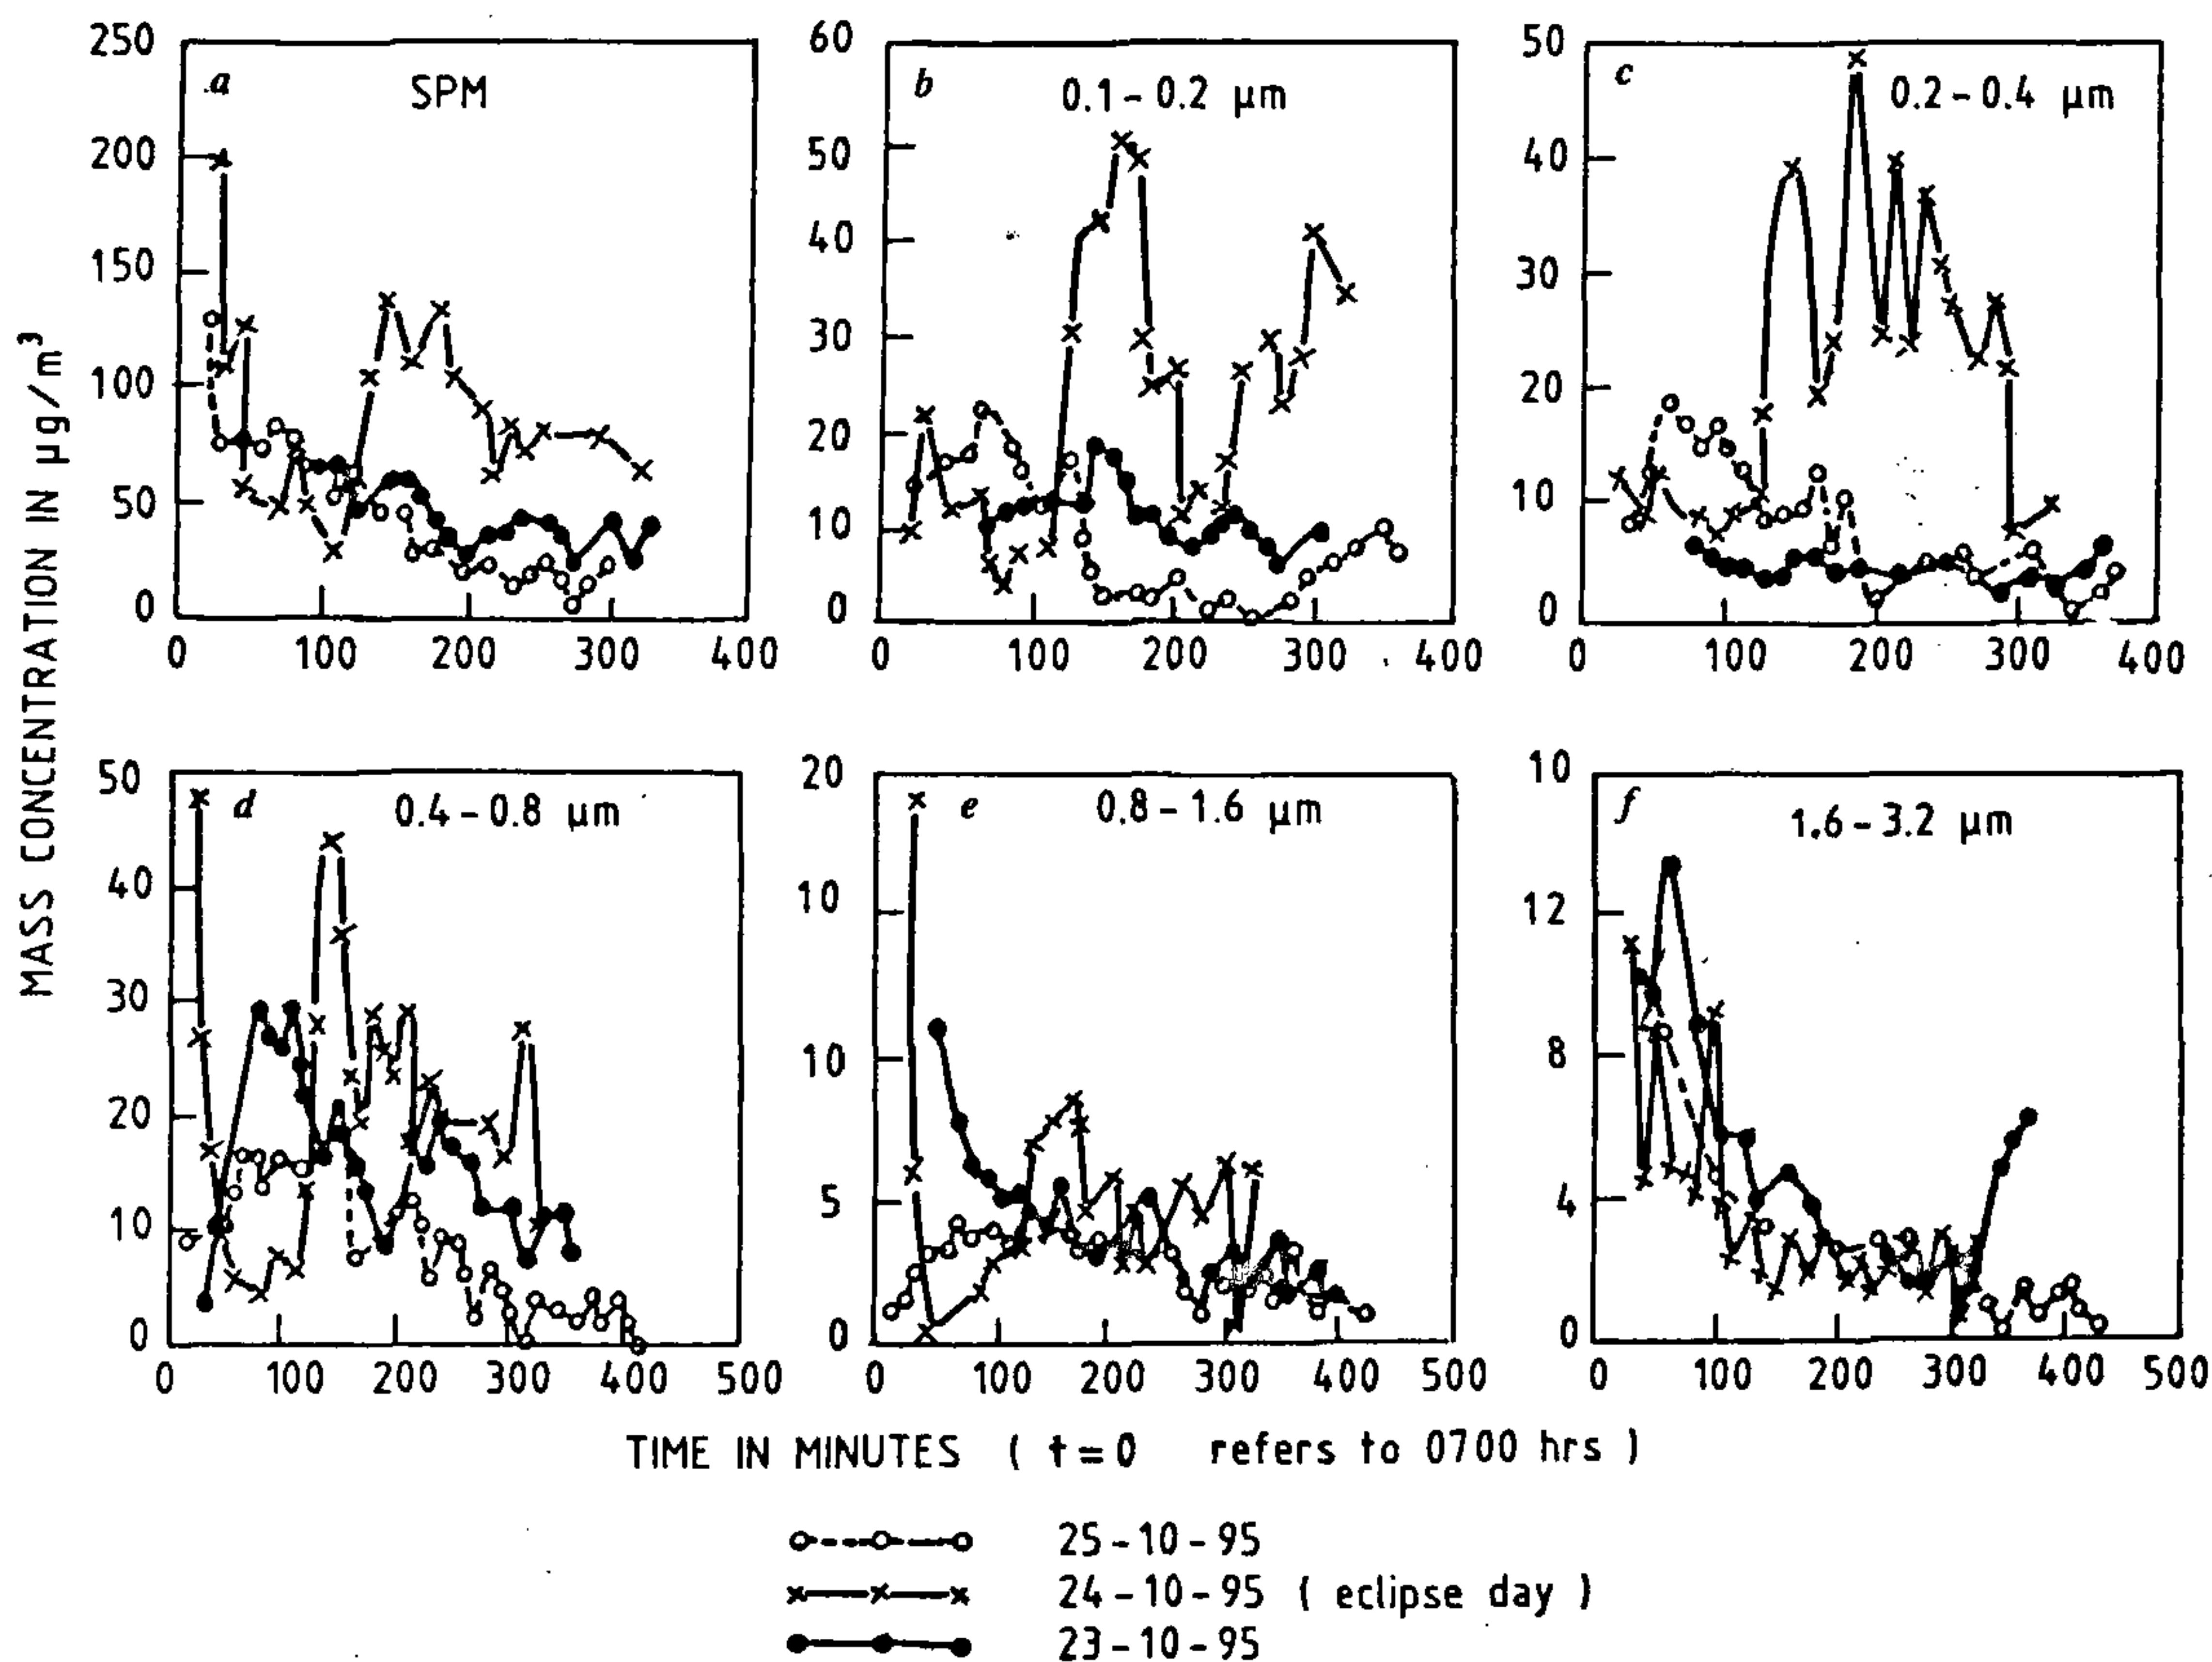 MASS CONCENTRATION IN µg/m³
a SPM
250
200
150
100
50
0
0 100 200 300 400
b 0.1-0.2 µm
60
50
40
30
20
10
0
0 100 200 300 400
c 0.2-0.4 µm
50
40
30
20
10
0
0 100 200 300 400
d 0.4-0.8 µm
50
40
30
20
10
0
0 100 200 300 400 500
e 0.8-1.6 µm
20
10
10
5
0
0 100 200 300 400 500
f 1.6-3.2 µm
10
12
8
4
0
0 100 200 300 400 500
TIME IN MINUTES ( t=0 refers to 0700 hrs )
25-10-95
24-10-95 ( eclipse day )
23-10-95